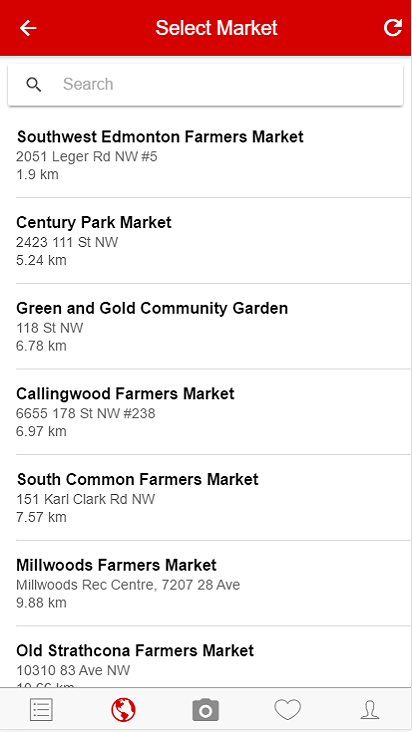 Select Market
Search
Southwest Edmonton Farmers Market
2051 Leger Rd NW #5
1.9 km
Century Park Market
2423 111 St NW
5.24 km
Green and Gold Community Garden
118 St NW
6.78 km
Callingwood Farmers Market
6655 178 St NW #238
6.97 km
South Common Farmers Market
151 Karl Clark Rd NW
7.57 km
Millwoods Farmers Market
Millwoods Rec Centre, 7207 28 Ave
9.88 km
Old Strathcona Farmers Market
10310 83 Ave NW
10.66 km